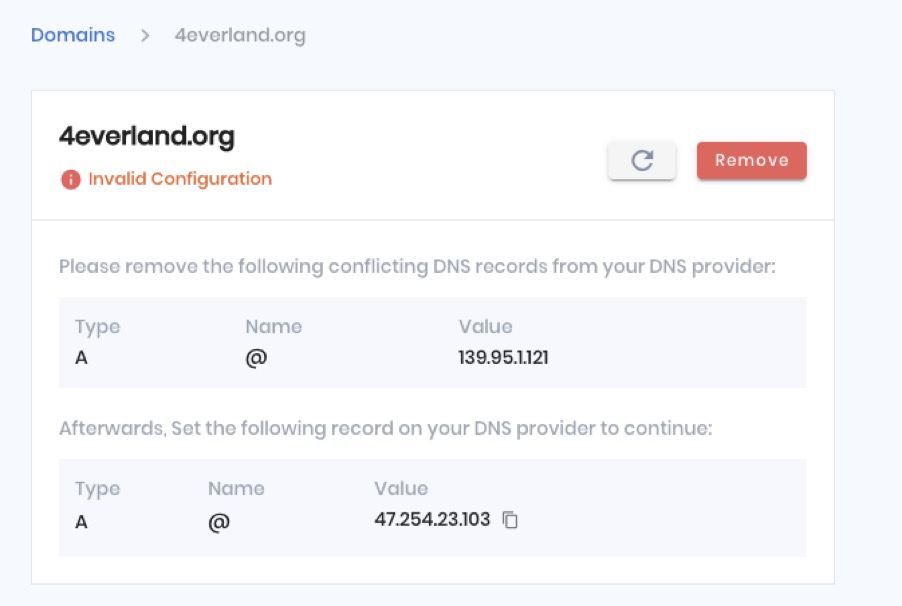 Domains > 4everland.org
4everland.org
Invalid Configuration
Remove
Please remove the following conflicting DNS records from your DNS provider:
Type Name Value
A @ 139.95.1.121
Afterwards, Set the following record on your DNS provider to continue:
Type Name Value
A @ 47.254.23.103